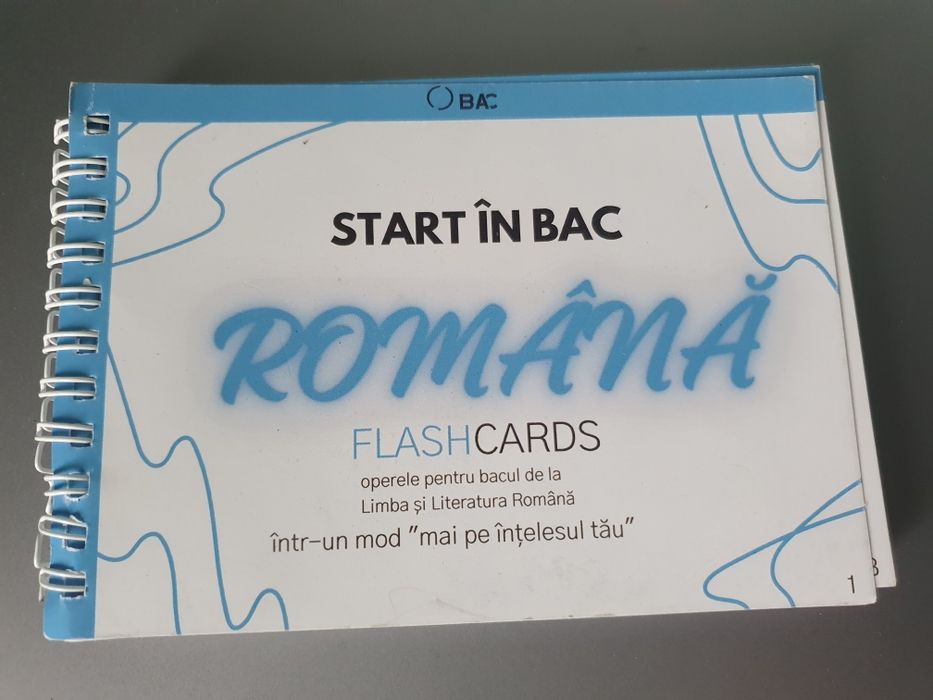 BAC
START ÎN BAC
ROMÂNĂ
FLASHCARDS
operele pentru bacul de la
Limba și Literatura Română
într-un mod "mai pe înțelesul tău"
1